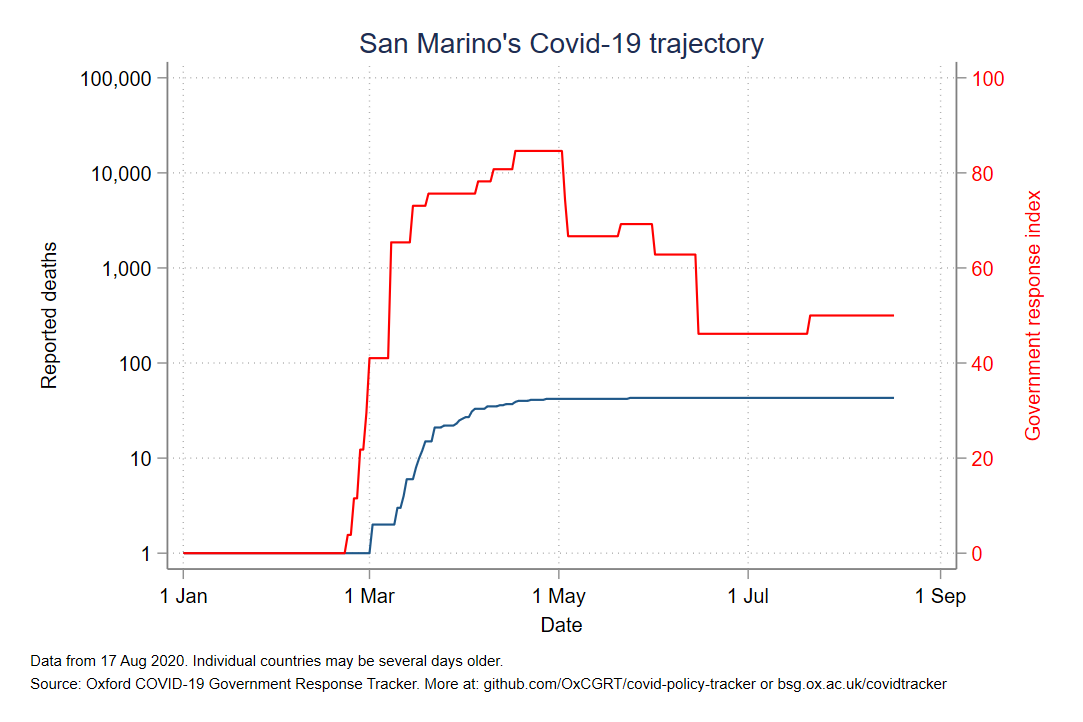 San Marino's Covid-19 trajectory
100,000
10,000
1,000
100
10
1
Reported deaths
100
80
60
40
20
0
Government response index
1 Jan
1 Mar
1 May
1 Jul
1 Sep
Date
Data from 17 Aug 2020. Individual countries may be several days older.
Source: Oxford COVID-19 Government Response Tracker. More at: github.com/OxCGRT/covid-policy-tracker or bsg.ox.ac.uk/covidtracker